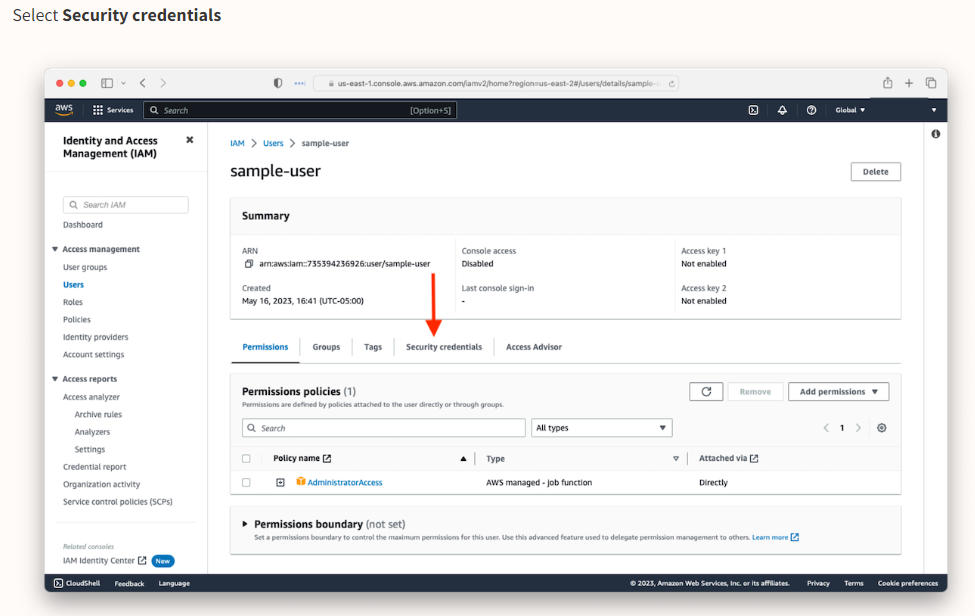 Select Security credentials
us-east-1.console.aws.amazon.com/iamv2/home?region=us-east-2#/users/details/sample-
aws Services Search [Option+S] Global
Identity and Access
Management (IAM)
Search IAM
Dashboard
Access management
User groups
Users
Roles
Policies
Identity providers
Account settings
Access reports
Access analyzer
Archive rules
Analyzers
Settings
Credential report
Organization activity
Service control policies (SCPs)
Related consoles
IAM Identity Center New
IAM > Users > sample-user
sample-user Delete
Summary
ARN
arn:aws:iam::735394236926:user/sample-user
Created
May 16, 2023, 16:41 (UTC-05:00)
Console access
Disabled
Last console sign-in
-
Access key 1
Not enabled
Access key 2
Not enabled
Permissions Groups Tags Security credentials Access Advisor
Permissions policies (1) Remove Add permissions
Permissions are defined by policies attached to the user directly or through groups.
Search All types 1
Policy name Type Attached via
AdministratorAccess AWS managed - job function Directly
Permissions boundary (not set)
Set a permissions boundary to control the maximum permissions for this user. Use this advanced feature used to delegate permission management to others. Learn more
CloudShell Feedback Language © 2023, Amazon Web Services, Inc. or its affiliates. Privacy Terms Cookie preferences